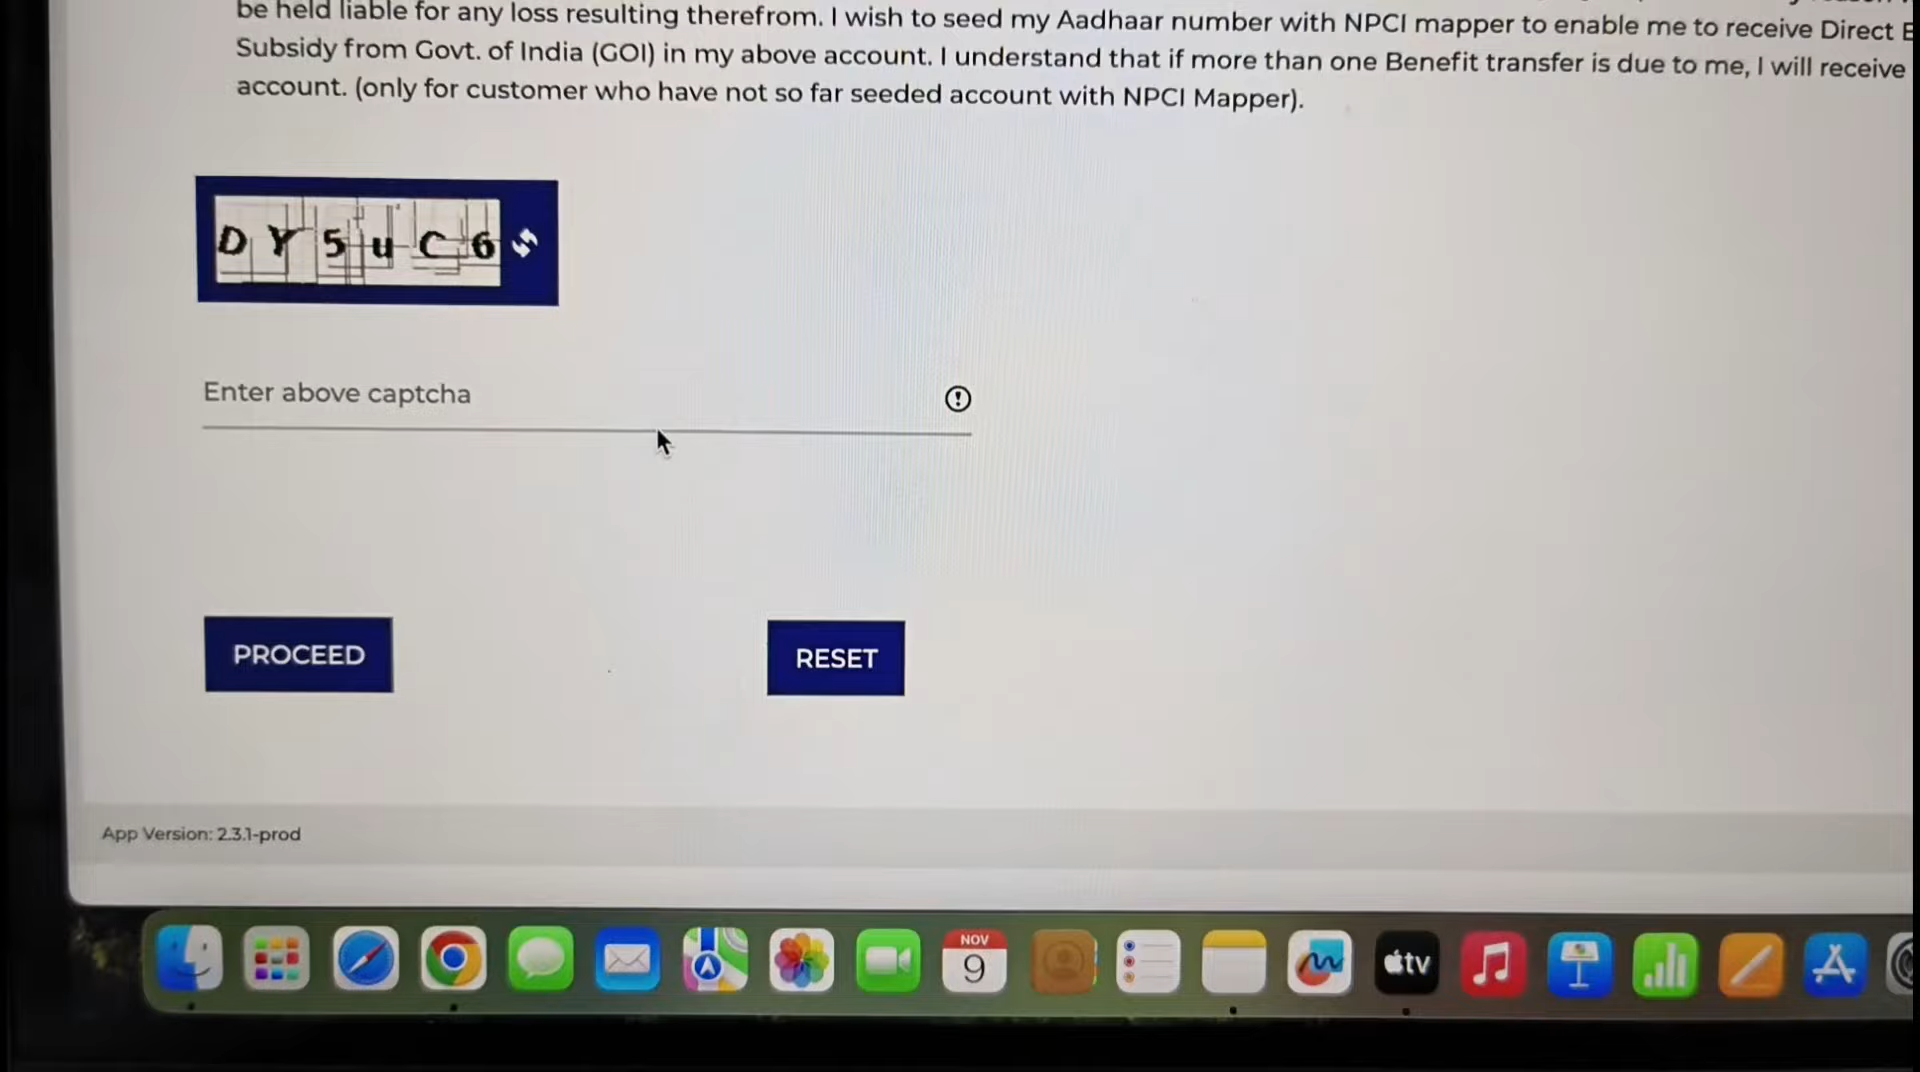 be held liable for any loss resulting therefrom. I wish to seed my Aadhaar number with NPCI mapper to enable me to receive Direct
Subsidy from Govt. of India (GOI) in my above account. I understand that if more than one Benefit transfer is due to me, I will receive
account. (only for customer who have not so far seeded account with NPCI Mapper).
D Y 5 u C 6
Enter above captcha
PROCEED
RESET
App Version: 2.3.1-prod
NOV
9
tv